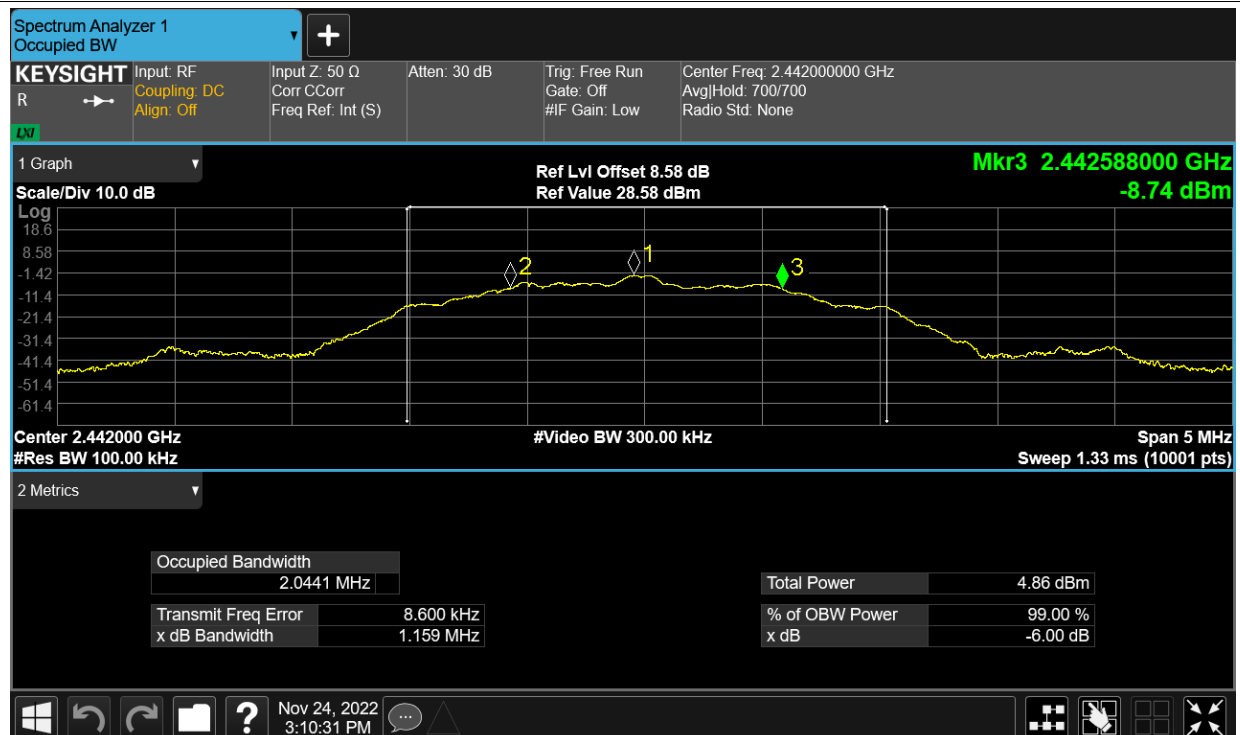 Spectrum Analyzer 1
Occupied BW
KEYSIGHT
R
LXI
Input: RF
Coupling: DC
Align: Off
Input Z: 50 Ω
Corr CCorr
Freq Ref: Int (S)
Atten: 30 dB
Trig: Free Run
Gate: Off
#IF Gain: Low
Center Freq: 2.442000000 GHz
Avg|Hold: 700/700
Radio Std: None
1 Graph
Scale/Div 10.0 dB
Ref Lvl Offset 8.58 dB
Ref Value 28.58 dBm
Mkr3 2.442588000 GHz
-8.74 dBm
Log
18.6
8.58
-1.42
-11.4
-21.4
-31.4
-41.4
-51.4
-61.4
2
1
3
Center 2.442000 GHz
#Res BW 100.00 kHz
#Video BW 300.00 kHz
Span 5 MHz
Sweep 1.33 ms (10001 pts)
2 Metrics
Occupied Bandwidth
2.0441 MHz
Transmit Freq Error 8.600 kHz
x dB Bandwidth 1.159 MHz
Total Power 4.86 dBm
% of OBW Power 99.00 %
x dB -6.00 dB
?
Nov 24, 2022
3:10:31 PM